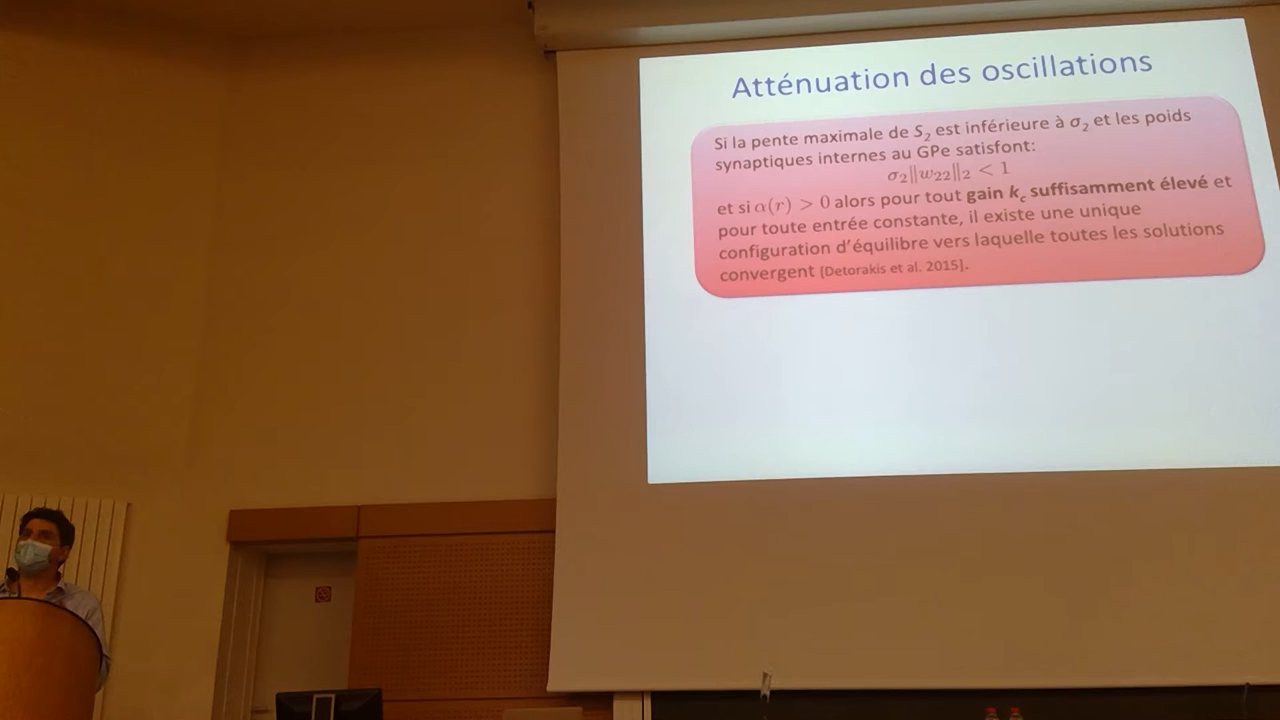 Atténuation des oscillations
Si la pente maximale de S₂ est inférieure à σ₂ et les poids
synaptiques internes au GPe satisfont:
σ₂||w₂₂||₂ < 1
et si α(r) > 0 alors pour tout gain k꜀ suffisamment élevé et
pour toute entrée constante, il existe une unique
configuration d'équilibre vers laquelle toutes les solutions
convergent [Detorakis et al. 2015].